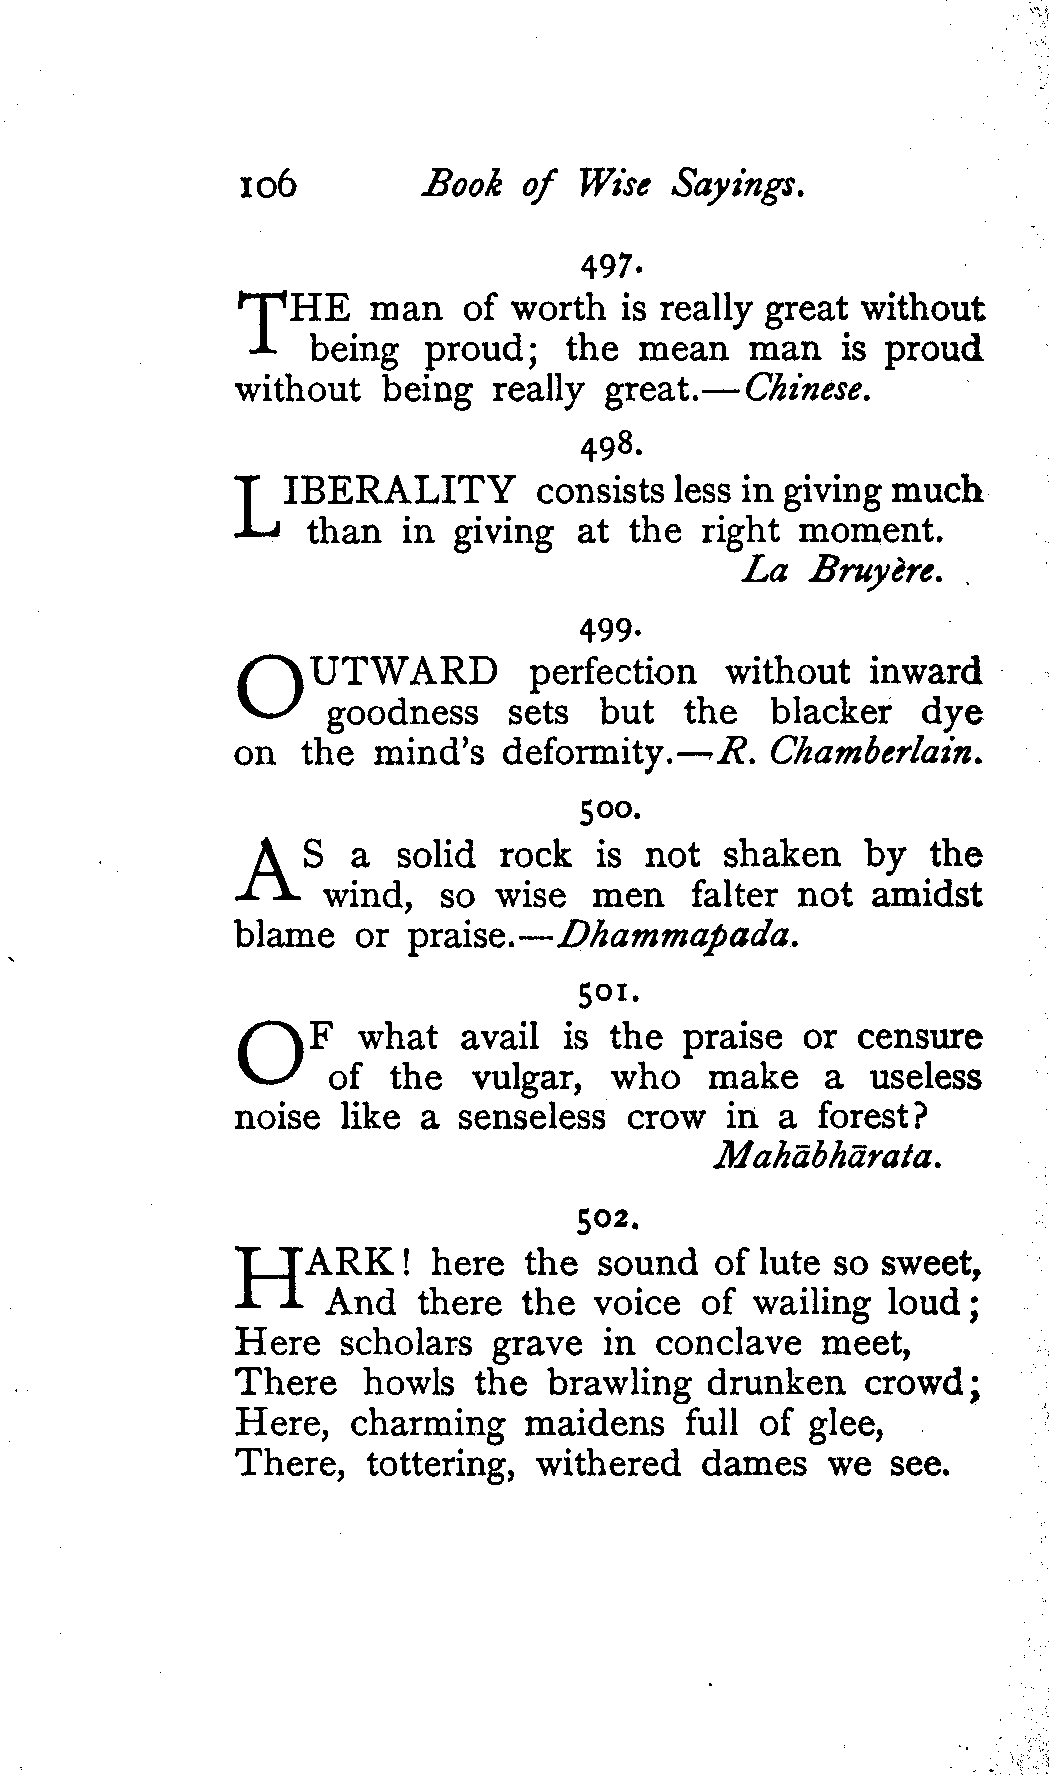 106 Book of Wise Sayings.
497.
THE man of worth is really great without
being proud; the mean man is proud
without being really great.—Chinese.
498.
LIBERALITY consists less in giving much
than in giving at the right moment.
La Bruyère.
499.
OUTWARD perfection without inward
goodness sets but the blacker dye
on the mind's deformity.—R. Chamberlain.
500.
AS a solid rock is not shaken by the
wind, so wise men falter not amidst
blame or praise.—Dhammapada.
501.
OF what avail is the praise or censure
of the vulgar, who make a useless
noise like a senseless crow in a forest?
Mahābhārata.
502.
HARK! here the sound of lute so sweet,
And there the voice of wailing loud;
Here scholars grave in conclave meet,
There howls the brawling drunken crowd;
Here, charming maidens full of glee,
There, tottering, withered dames we see.